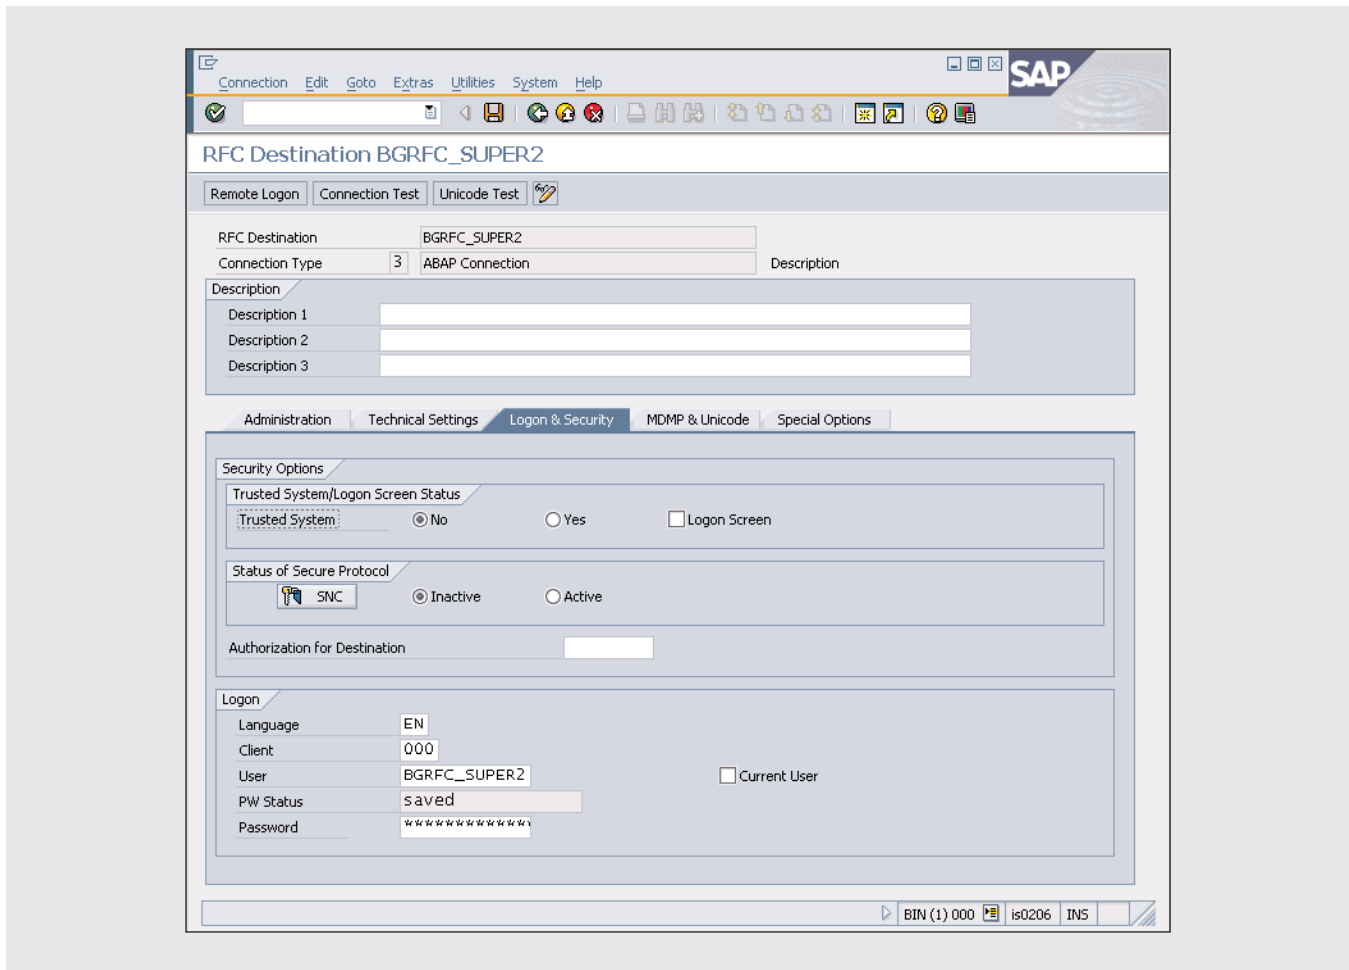 Connection Edit Goto Extras Utilities System Help
SAP
RFC Destination BGRFC_SUPER2
Remote Logon Connection Test Unicode Test
RFC Destination BGRFC_SUPER2
Connection Type 3 ABAP Connection Description
Description
Description 1
Description 2
Description 3
Administration Technical Settings Logon & Security MDMP & Unicode Special Options
Security Options
Trusted System/Logon Screen Status
Trusted System No Yes Logon Screen
Status of Secure Protocol
SNC Inactive Active
Authorization for Destination
Logon
Language EN
Client 000
User BGRFC_SUPER2 Current User
PW Status saved
Password ************
BIN (1) 000 is0206 INS